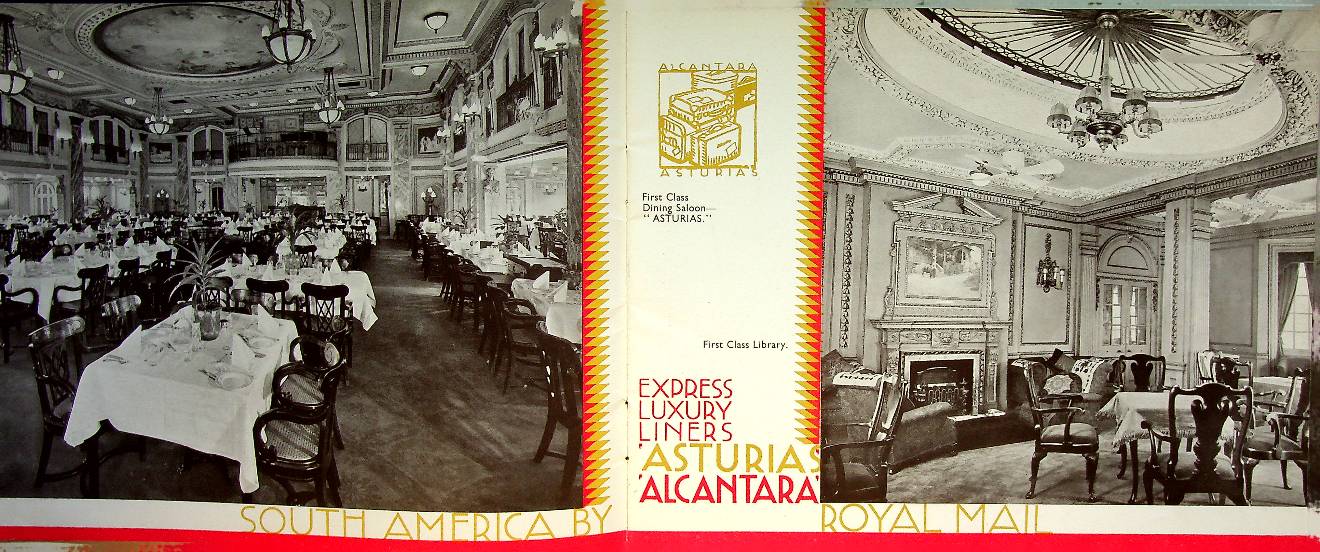 ALCANTARA
ASTURIAS
First Class
Dining Saloon—
"ASTURIAS."
First Class Library.
EXPRESS
LUXURY
LINERS
'ASTURIAS
'ALCANTARA'
SOUTH AMERICA BY ROYAL MAIL